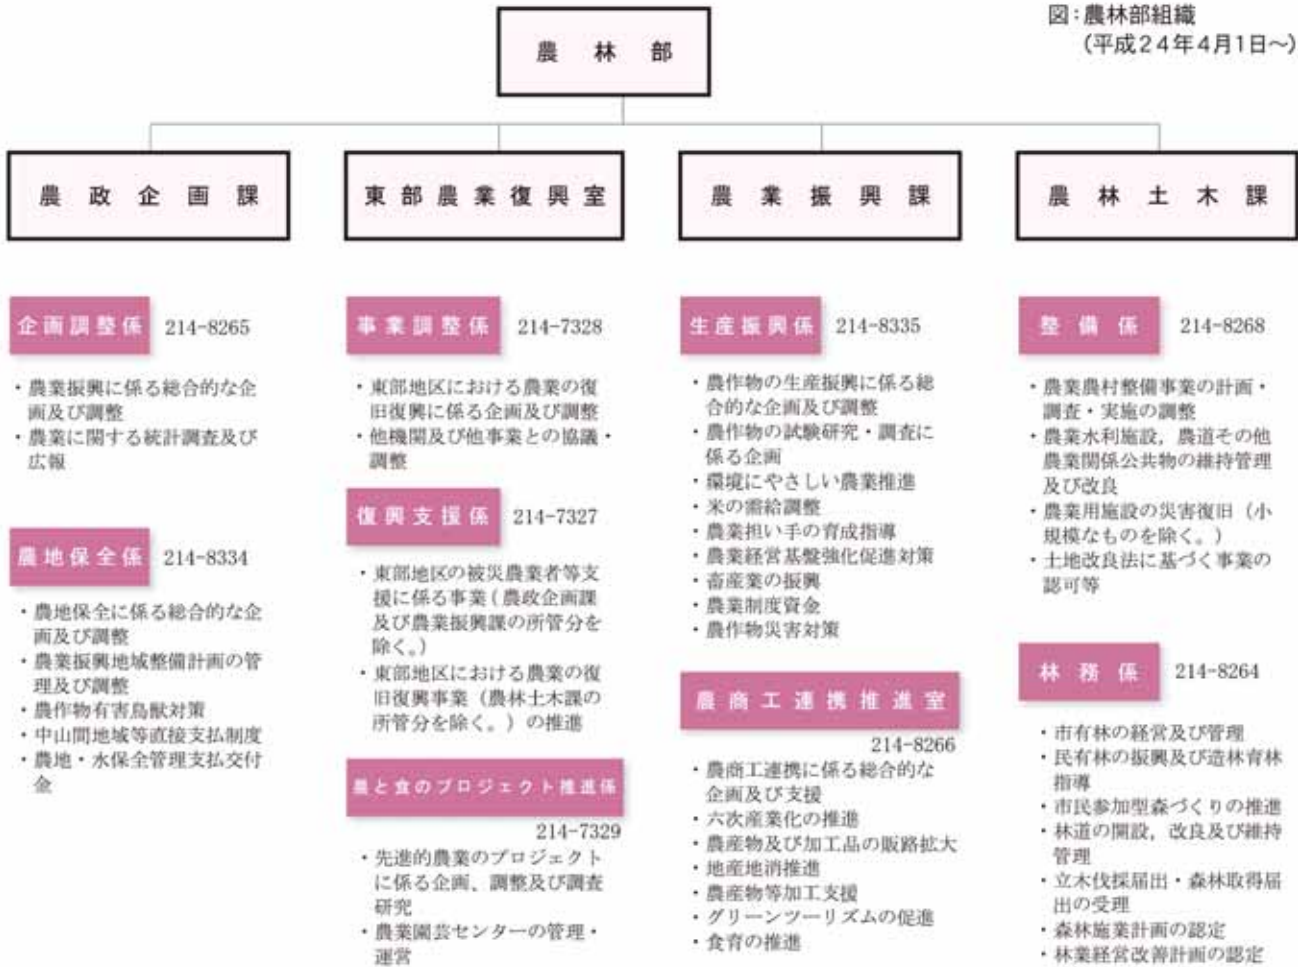 図：農林部組織
（平成24年4月1日～）
農林部
農政企画課
企画調整係 214-8265
・農業振興に係る総合的な企
画及び調整
・農業に関する統計調査及び
広報
農地保全係 214-8334
・農地保全に係る総合的な企
画及び調整
・農業振興地域整備計画の管
理及び調整
・農作物有害鳥獣対策
・中山間地域等直接支払制度
・農地・水保全管理支払交付
金
東部農業復興室
事業調整係 214-7328
・東部地区における農業の復
旧復興に係る企画及び調整
・他機関及び他事業との協議・
調整
復興支援係 214-7327
・東部地区の被災農業者等支
援に係る事業（農政企画課
及び農業振興課の所管分を
除く。）
・東部地区における農業の復
旧復興事業（農林土木課の
所管分を除く。）の推進
農と食のプロジェクト推進係
214-7329
・先進的農業のプロジェクト
に係る企画、調整及び調査
研究
・農業園芸センターの管理・
運営
農業振興課
生産振興係 214-8335
・農作物の生産振興に係る総
合的な企画及び調整
・農作物の試験研究・調査に
係る企画
・環境にやさしい農業推進
・米の需給調整
・農業担い手の育成指導
・農業経営基盤強化促進対策
・畜産業の振興
・農業制度資金
・農作物災害対策
農商工連携推進室
214-8266
・農商工連携に係る総合的な
企画及び支援
・六次産業化の推進
・農産物及び加工品の販路拡大
・地産地消推進
・農産物等加工支援
・グリーンツーリズムの促進
・食育の推進
農林土木課
整備係 214-8268
・農業農村整備事業の計画・
調査・実施の調整
・農業水利施設，農道その他
農業関係公共物の維持管理
及び改良
・農業用施設の災害復旧（小
規模なものを除く。）
・土地改良法に基づく事業の
認可等
林務係 214-8264
・市有林の経営及び管理
・民有林の振興及び造林育林
指導
・市民参加型森づくりの推進
・林道の開設，改良及び維持
管理
・立木伐採届出・森林取得届
出の受理
・森林施業計画の認定
・林業経営改善計画の認定